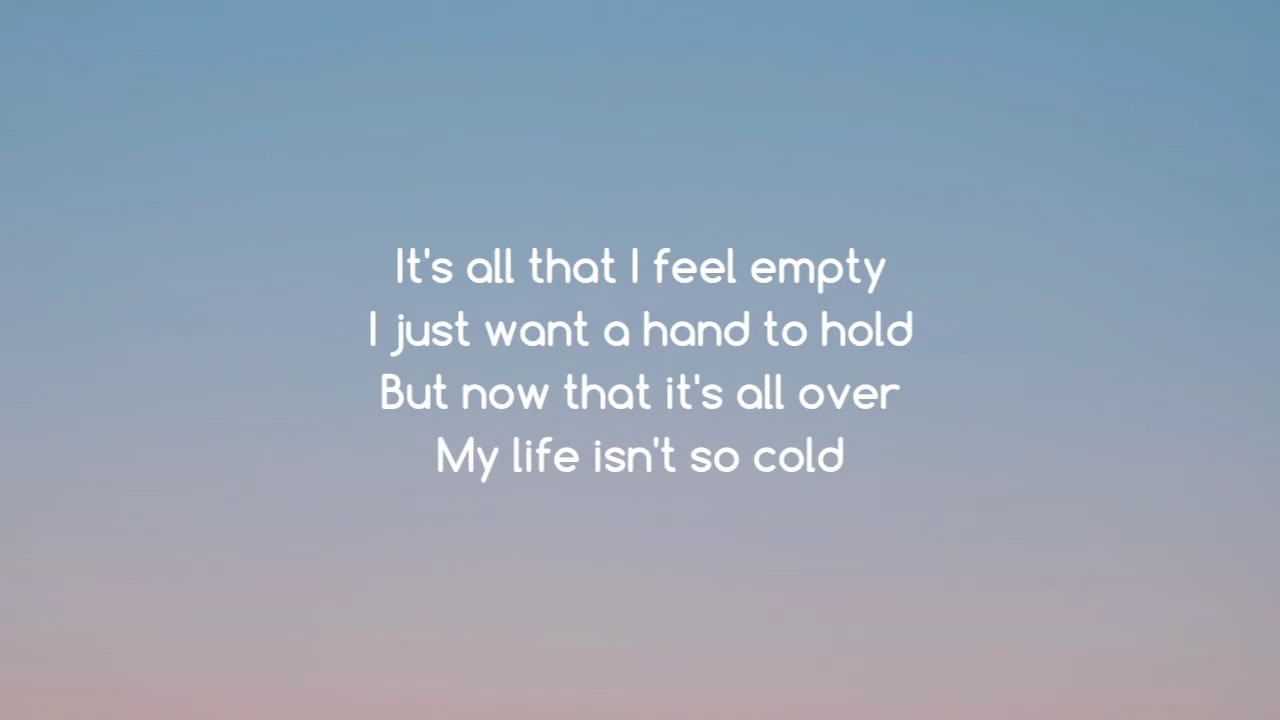 It's all that I feel empty
I just want a hand to hold
But now that it's all over
My life isn't so cold